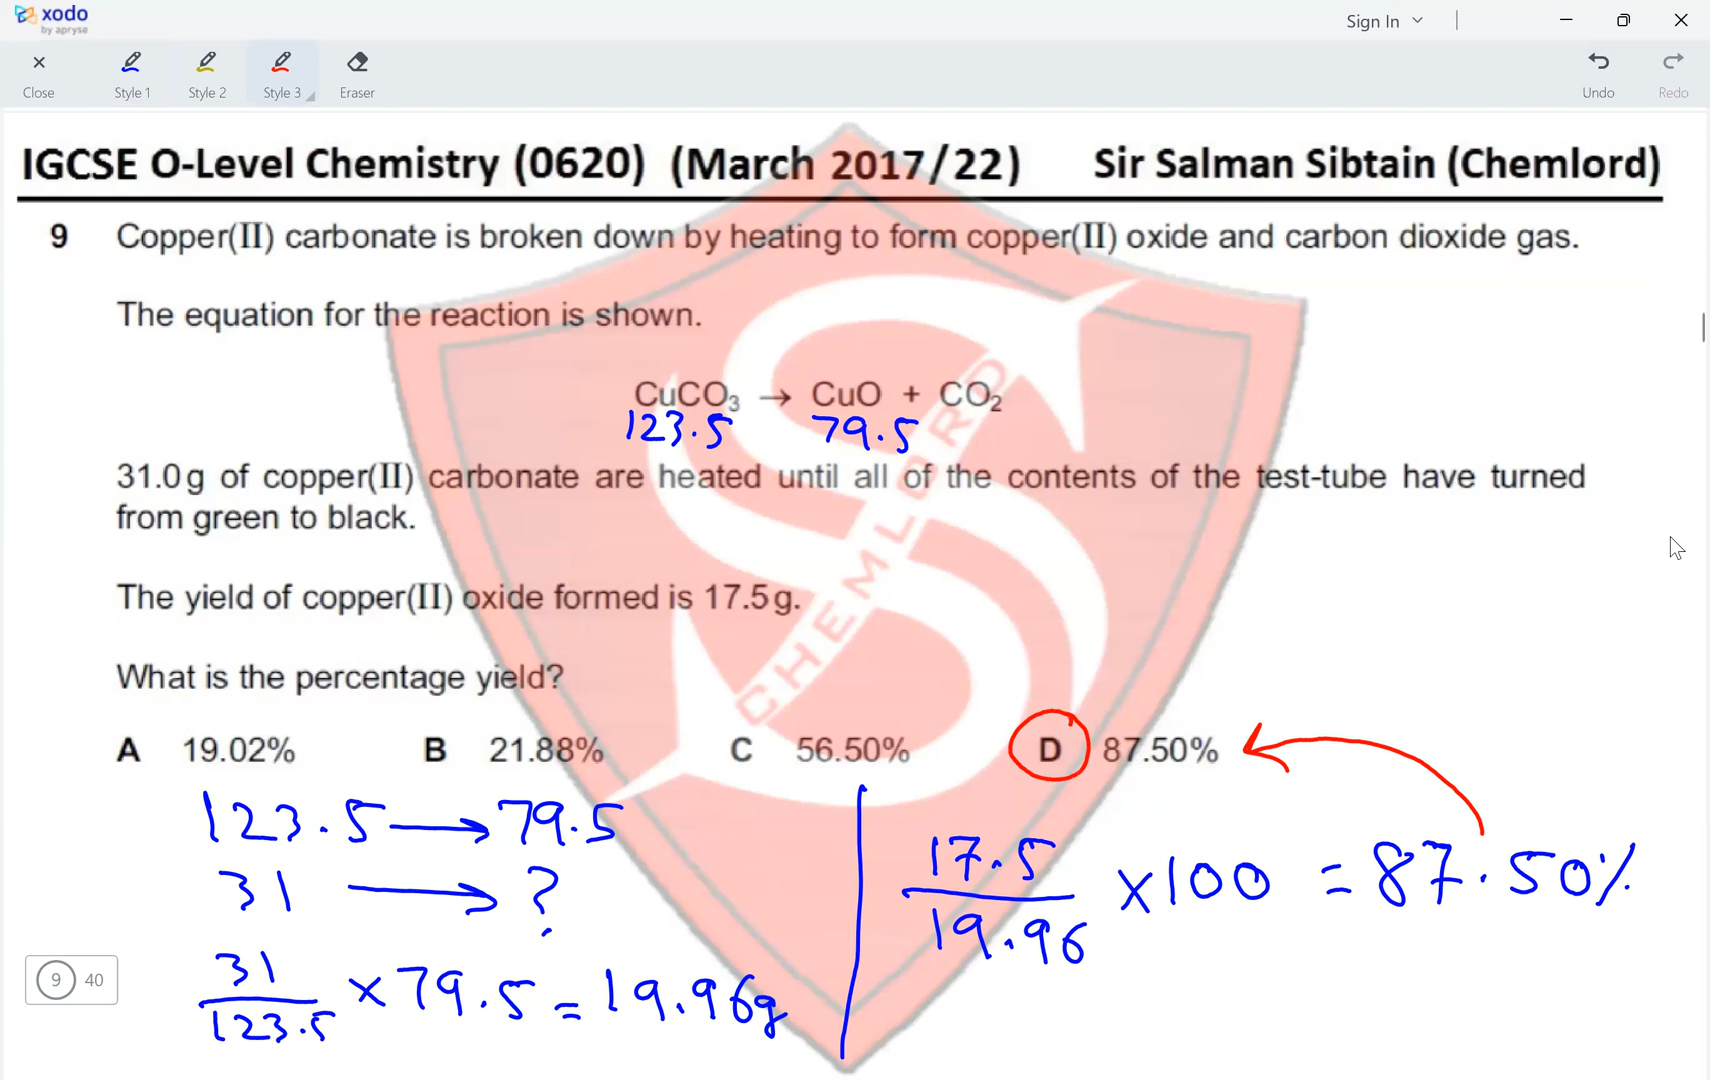 xodo
by apryse
Sign In
Close
Style 1
Style 2
Style 3
Eraser
Undo
Redo
IGCSE O-Level Chemistry (0620) (March 2017/22) Sir Salman Sibtain (Chemlord)
9 Copper(II) carbonate is broken down by heating to form copper(II) oxide and carbon dioxide gas.
The equation for the reaction is shown.
CuCO₃ → CuO + CO₂
123.5 79.5
31.0 g of copper(II) carbonate are heated until all of the contents of the test-tube have turned
from green to black.
The yield of copper(II) oxide formed is 17.5 g.
What is the percentage yield?
A 19.02% B 21.88% C 56.50% D 87.50%
123.5 → 79.5
31 → ?
31/123.5 × 79.5 = 19.96g
17.5/19.96 × 100 = 87.50%
CHEMLORD
9 40